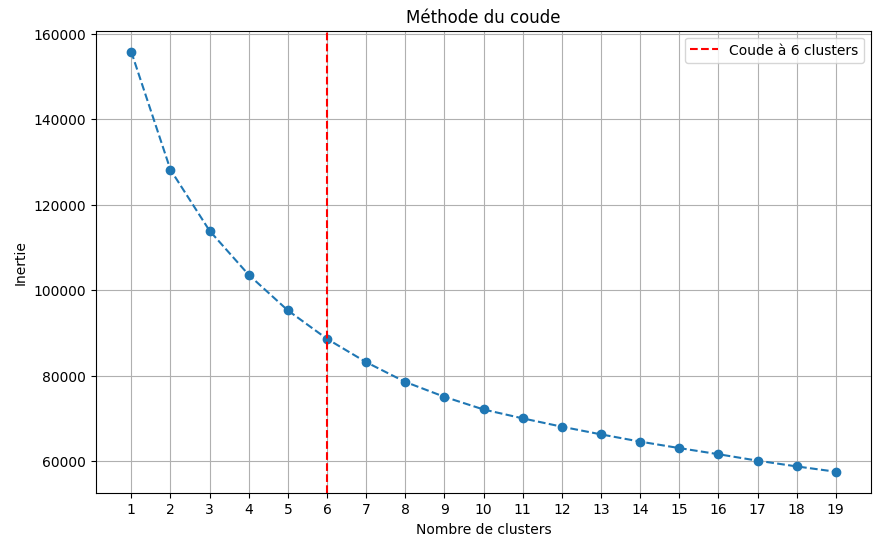 Méthode du coude
Coude à 6 clusters
160000
140000
120000
100000
80000
60000
Inertie
1 2 3 4 5 6 7 8 9 10 11 12 13 14 15 16 17 18 19
Nombre de clusters